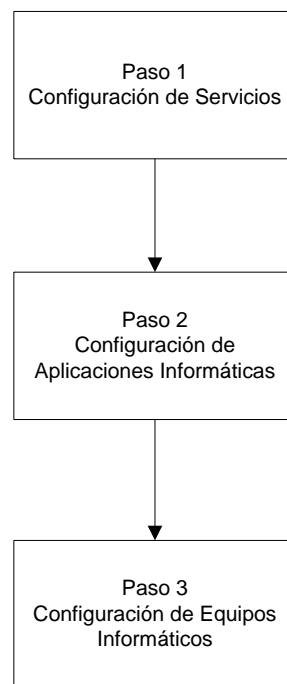 Paso 1
Configuración de Servicios
Paso 2
Configuración de
Aplicaciones Informáticas
Paso 3
Configuración de Equipos
Informáticos